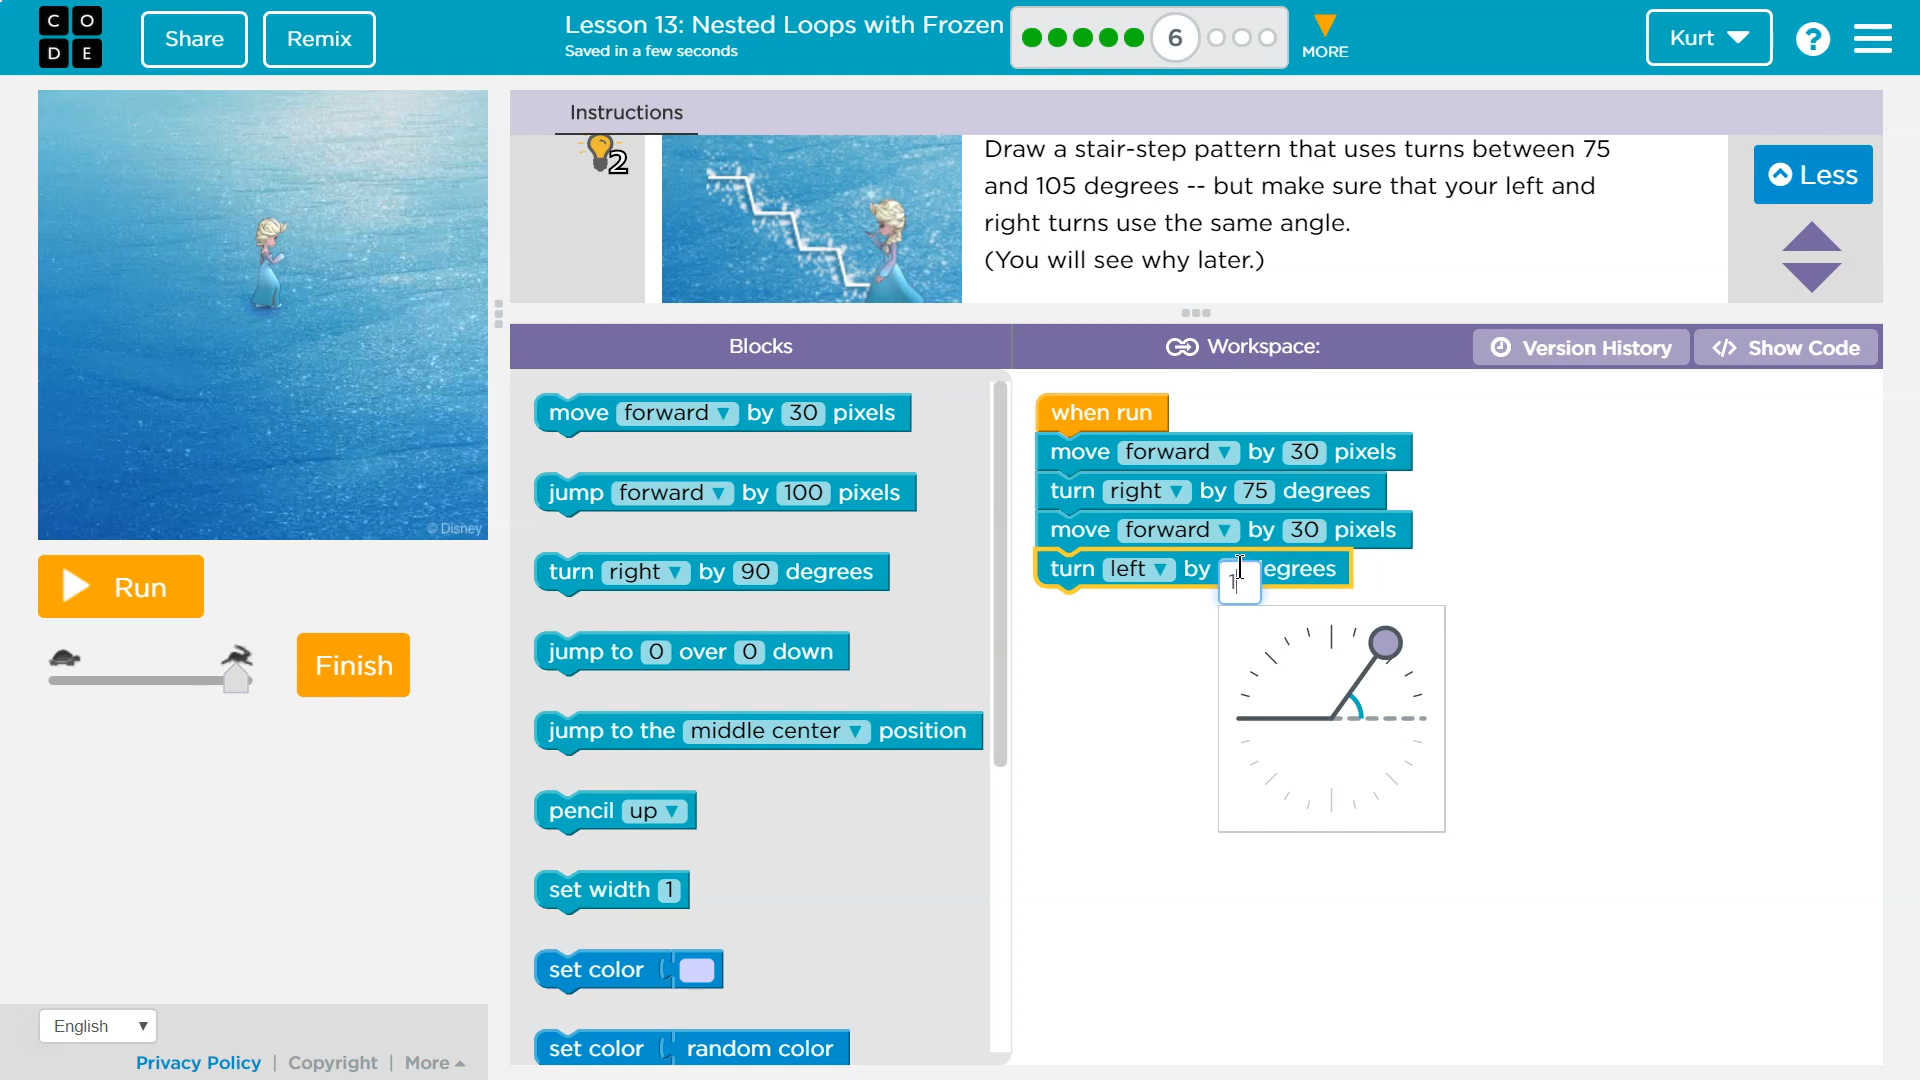 C O
D E
Share
Remix
Lesson 13: Nested Loops with Frozen
Saved in a few seconds
6
MORE
Kurt
?
Instructions
2
Draw a stair-step pattern that uses turns between 75
and 105 degrees -- but make sure that your left and
right turns use the same angle.
(You will see why later.)
Less
© Disney
Run
Finish
Blocks
Workspace:
Version History
Show Code
move forward by 30 pixels
jump forward by 100 pixels
turn right by 90 degrees
jump to 0 over 0 down
jump to the middle center position
pencil up
set width 1
set color
set color random color
when run
move forward by 30 pixels
turn right by 75 degrees
move forward by 30 pixels
turn left by egrees
1
English
Privacy Policy | Copyright | More